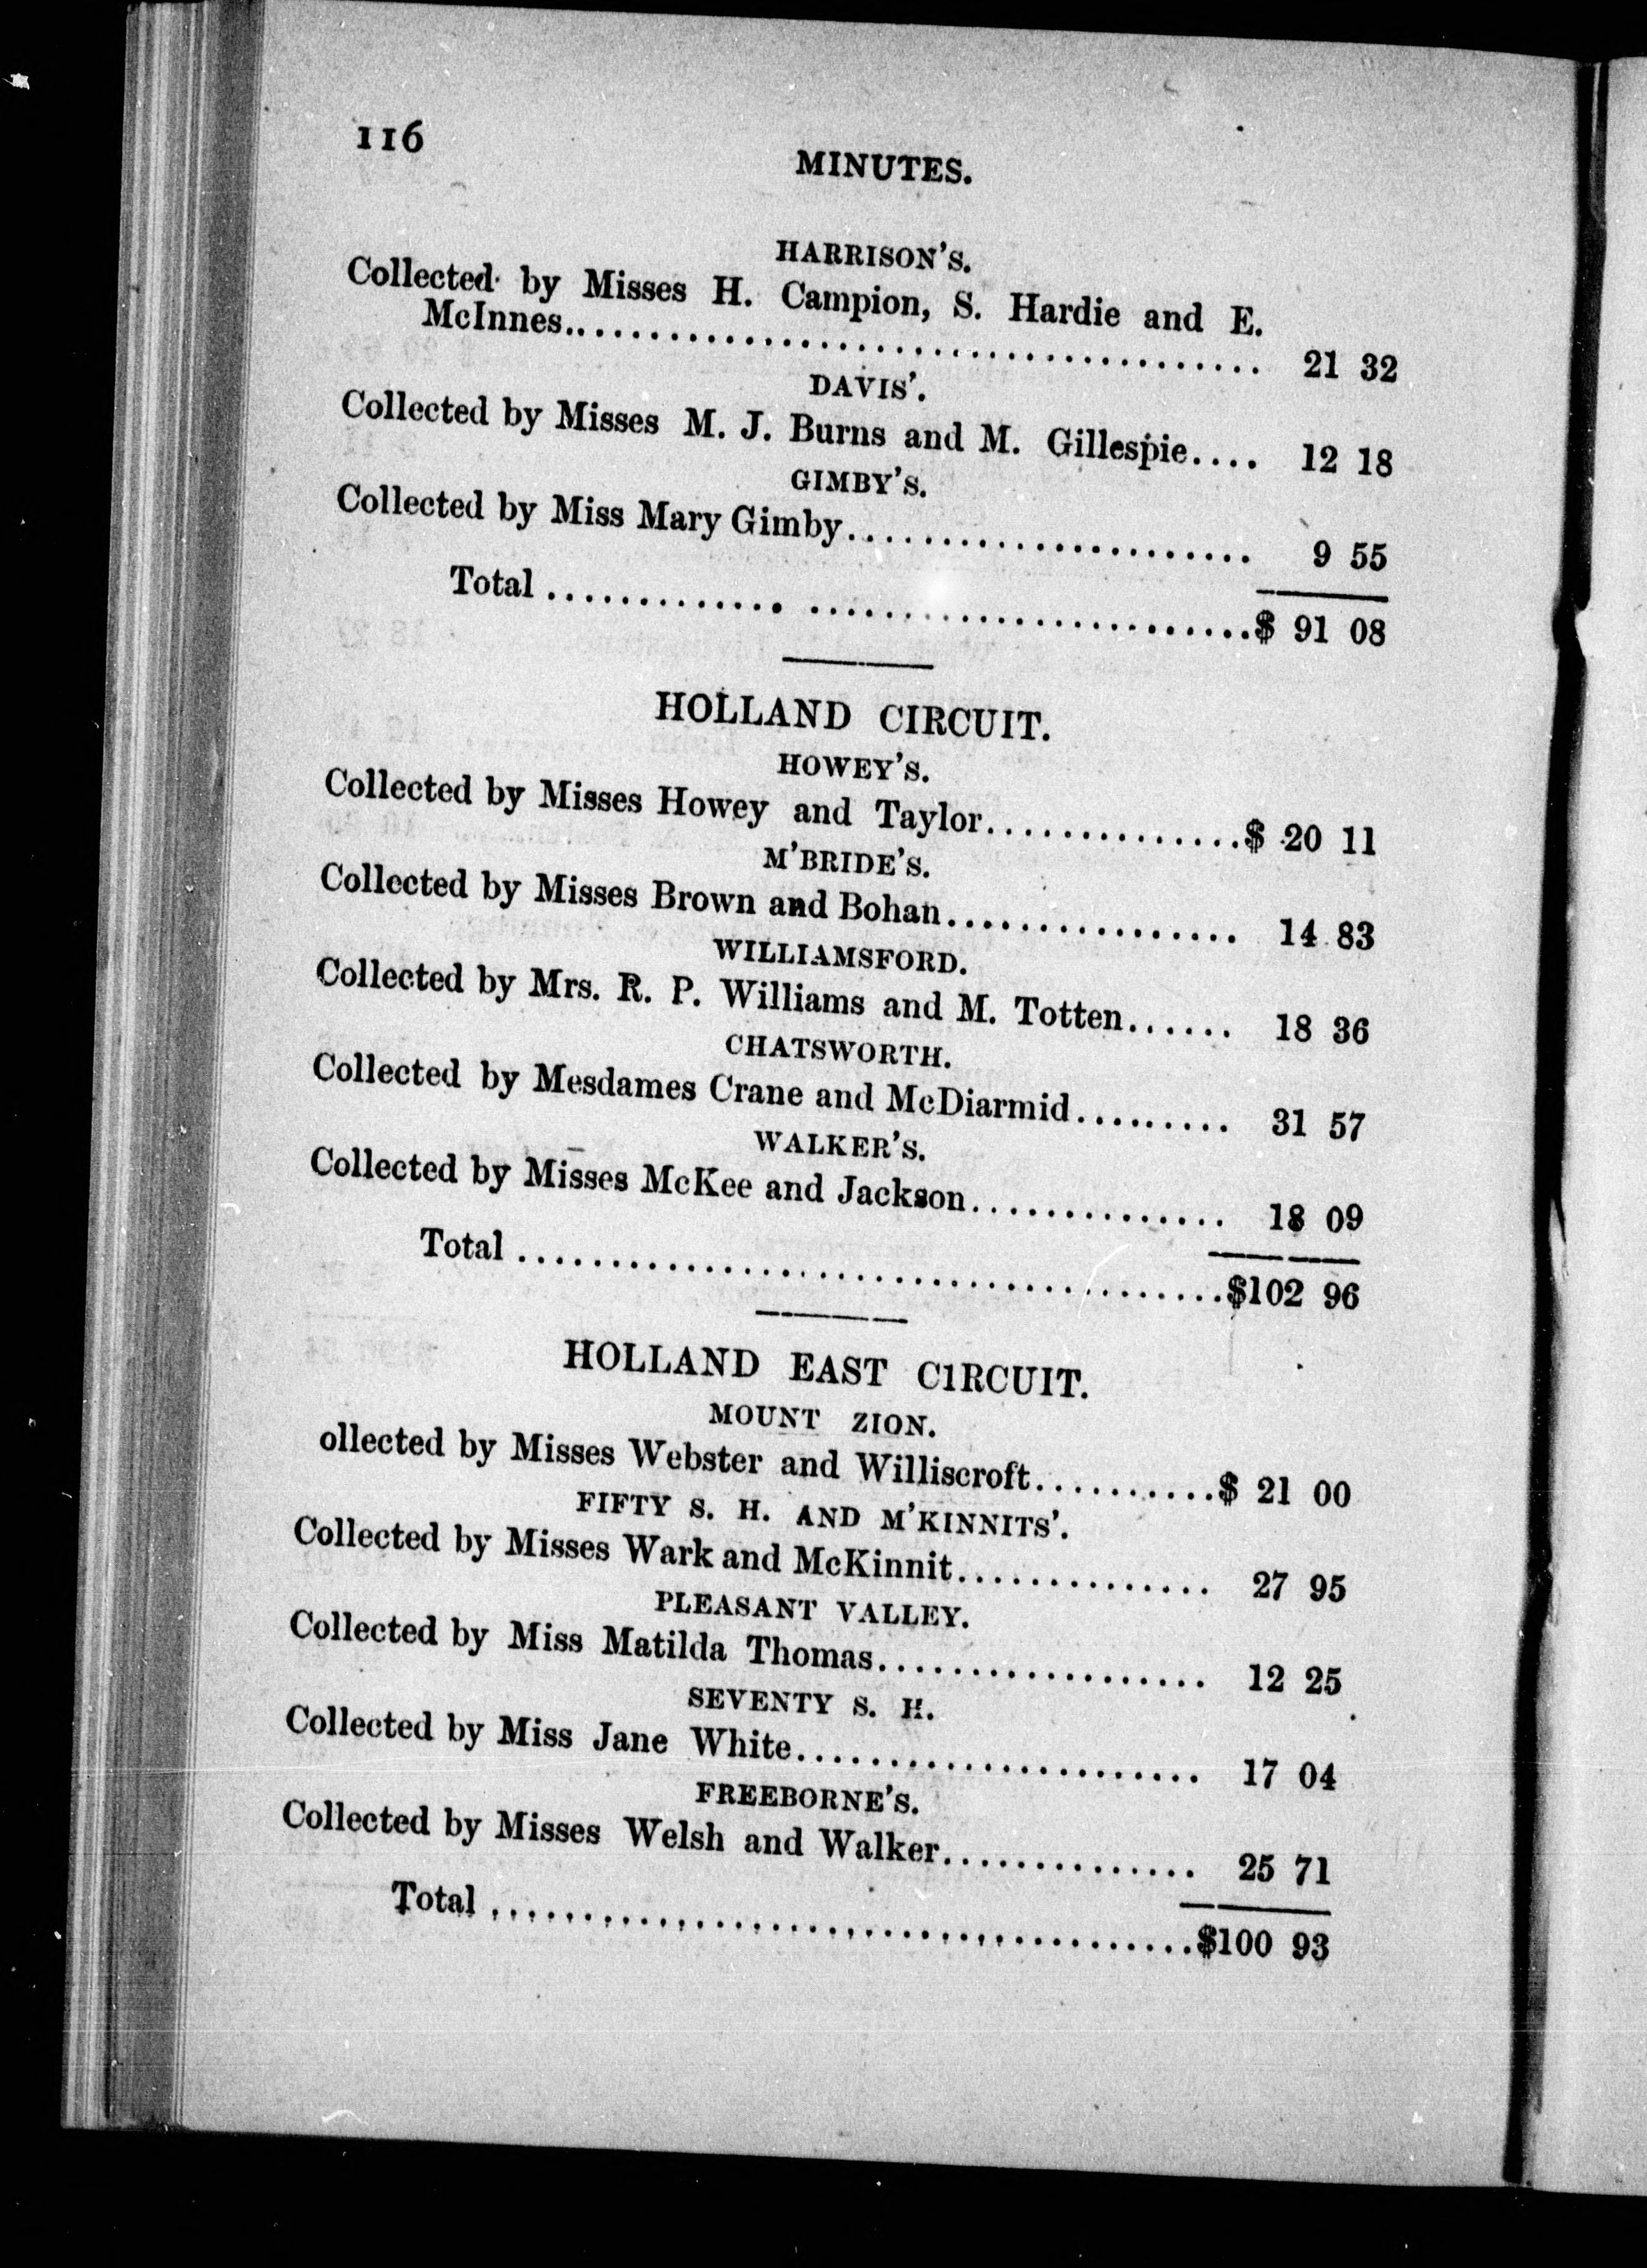 116
MINUTES.
HARRISON'S.
Collected by Misses H. Campion, S. Hardie and E.
McInnes........................................ 21 32
DAVIS'.
Collected by Misses M. J. Burns and M. Gillespie.... 12 18
GIMBY'S.
Collected by Miss Mary Gimby...................... 9 55
Total .......................................$ 91 08
HOLLAND CIRCUIT.
HOWEY'S.
Collected by Misses Howey and Taylor..............$ 20 11
M'BRIDE'S.
Collected by Misses Brown and Bohan................ 14 83
WILLIAMSFORD.
Collected by Mrs. R. P. Williams and M. Totten...... 18 36
CHATSWORTH.
Collected by Mesdames Crane and McDiarmid......... 31 57
WALKER'S.
Collected by Misses McKee and Jackson.............. 18 09
Total .......................................$102 96
HOLLAND EAST C1RCUIT.
MOUNT ZION.
ollected by Misses Webster and Williscroft..........$ 21 00
FIFTY S. H. AND M'KINNITS'.
Collected by Misses Wark and McKinnit.............. 27 95
PLEASANT VALLEY.
Collected by Miss Matilda Thomas.................. 12 25
SEVENTY S. H.
Collected by Miss Jane White...................... 17 04
FREEBORNE'S.
Collected by Misses Welsh and Walker.............. 25 71
Total .......................................$100 93